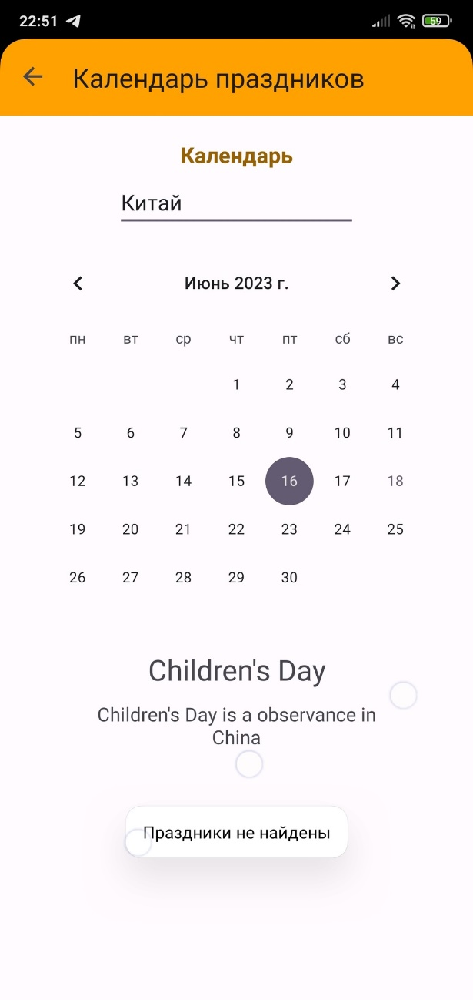 22:51
59
Календарь праздников
Календарь
Китай
Июнь 2023 г.
пн вт ср чт пт сб вс
1 2 3 4
5 6 7 8 9 10 11
12 13 14 15 16 17 18
19 20 21 22 23 24 25
26 27 28 29 30
Children's Day
Children's Day is a observance in
China
Праздники не найдены